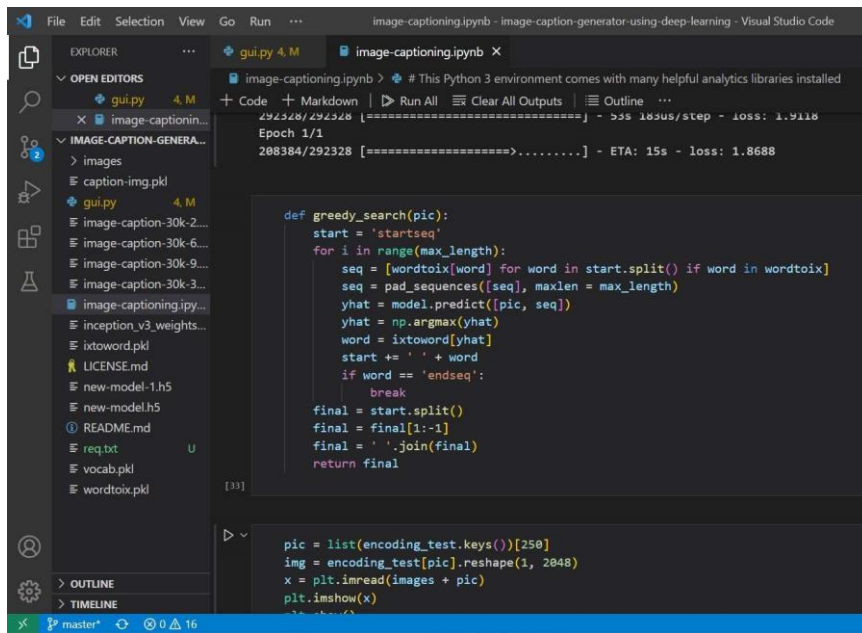 File Edit Selection View Go Run ··· image-captioning.ipynb - image-caption-generator-using-deep-learning - Visual Studio Code
EXPLORER ···
OPEN EDITORS
gui.py 4, M
image-captionin...
IMAGE-CAPTION-GENERA...
images
caption-img.pkl
gui.py 4, M
image-caption-30k-2....
image-caption-30k-6....
image-caption-30k-9....
image-caption-30k-3....
image-captioning.ipy...
inception_v3_weights...
ixtoword.pkl
LICENSE.md
new-model-1.h5
new-model.h5
README.md
req.txt U
vocab.pkl
wordtoix.pkl
OUTLINE
TIMELINE
2
gui.py 4, M image-captioning.ipynb
image-captioning.ipynb > # This Python 3 environment comes with many helpful analytics libraries installed
+ Code + Markdown | Run All Clear All Outputs | Outline ···
292328/292328 [==============================] - 53s 183us/step - loss: 1.9118
Epoch 1/1
208384/292328 [=====================>.........] - ETA: 15s - loss: 1.8688
def greedy_search(pic):
start = 'startseq'
for i in range(max_length):
seq = [wordtoix[word] for word in start.split() if word in wordtoix]
seq = pad_sequences([seq], maxlen = max_length)
yhat = model.predict([pic, seq])
yhat = np.argmax(yhat)
word = ixtoword[yhat]
start += ' ' + word
if word == 'endseq':
break
final = start.split()
final = final[1:-1]
final = ' '.join(final)
return final
[33]
pic = list(encoding_test.keys())[250]
img = encoding_test[pic].reshape(1, 2048)
x = plt.imread(images + pic)
plt.imshow(x)
master* 0 16